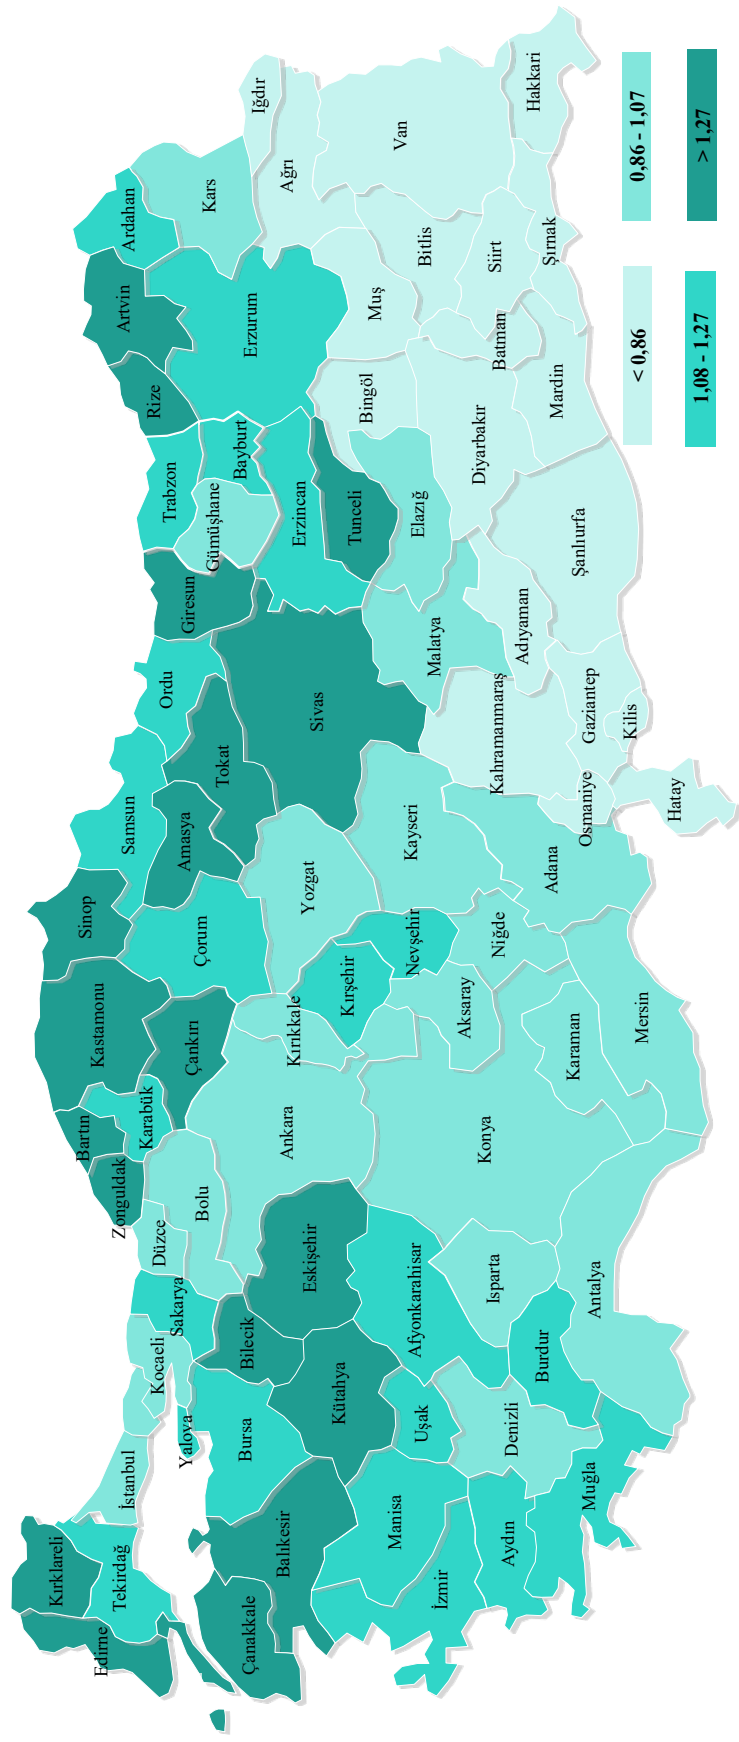 Kırklareli
Edirne
Tekirdağ
İstanbul
Çanakkale
Balıkesir
Yalova
Kocaeli
Sakarya
Düzce
Bolu
Zonguldak
Bartın
Karabük
Kastamonu
Çankırı
Sinop
Samsun
Çorum
Amasya
Tokat
Ordu
Giresun
Gümüşhane
Trabzon
Bayburt
Rize
Artvin
Ardahan
Kars
Iğdır
Ağrı
Erzurum
Erzincan
Tunceli
Sivas
Yozgat
Kırıkkale
Kırşehir
Nevşehir
Kayseri
Ankara
Eskişehir
Bilecik
Bursa
Kütahya
Manisa
Uşak
Afyonkarahisar
İzmir
Aydın
Denizli
Muğla
Burdur
Isparta
Antalya
Konya
Aksaray
Niğde
Karaman
Mersin
Adana
Osmaniye
Hatay
Kahramanmaraş
Gaziantep
Kilis
Malatya
Adıyaman
Şanlıurfa
Elazığ
Bingöl
Diyarbakır
Mardin
Muş
Batman
Bitlis
Siirt
Şırnak
Van
Hakkari
< 0,86
0,86 - 1,07
1,08 - 1,27
> 1,27